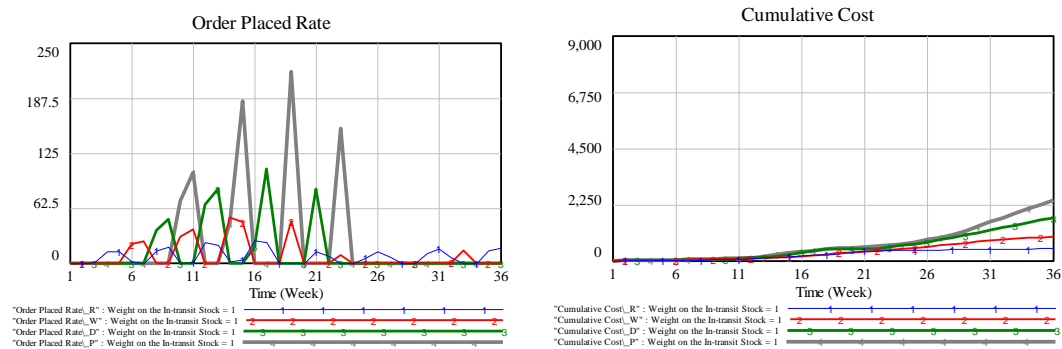 Order Placed Rate
250
187.5
125
62.5
0
1 6 11 16 21 26 31 36
Time (Week)
"Order Placed Rate\_R" : Weight on the In-transit Stock = 1
"Order Placed Rate\_W" : Weight on the In-transit Stock = 1
"Order Placed Rate\_D" : Weight on the In-transit Stock = 1
"Order Placed Rate\_P" : Weight on the In-transit Stock = 1
Cumulative Cost
9,000
6,750
4,500
2,250
0
1 6 11 16 21 26 31 36
Time (Week)
"Cumulative Cost\_R" : Weight on the In-transit Stock = 1
"Cumulative Cost\_W" : Weight on the In-transit Stock = 1
"Cumulative Cost\_D" : Weight on the In-transit Stock = 1
"Cumulative Cost\_P" : Weight on the In-transit Stock = 1